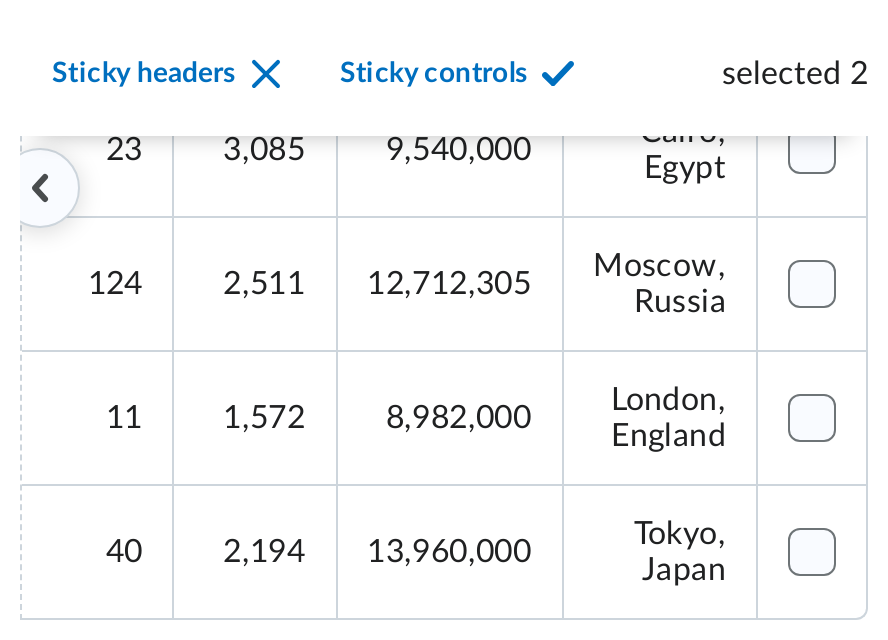 Sticky headers Sticky controls selected 2
23 3,085 9,540,000 Cairo,
Egypt
124 2,511 12,712,305 Moscow,
Russia
11 1,572 8,982,000 London,
England
40 2,194 13,960,000 Tokyo,
Japan